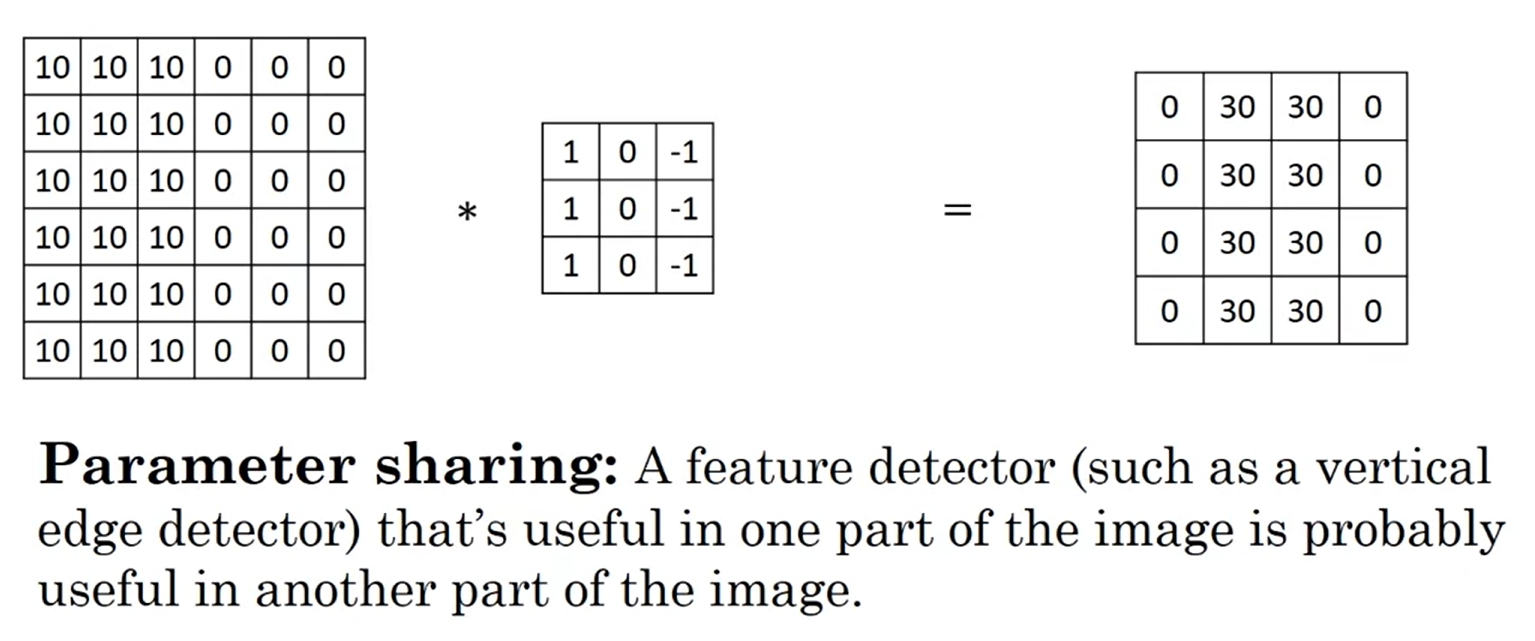 10 10 10 0 0 0
10 10 10 0 0 0
10 10 10 0 0 0
10 10 10 0 0 0
10 10 10 0 0 0
10 10 10 0 0 0
*
1 0 -1
1 0 -1
1 0 -1
=
0 30 30 0
0 30 30 0
0 30 30 0
0 30 30 0
Parameter sharing: A feature detector (such as a vertical
edge detector) that’s useful in one part of the image is probably
useful in another part of the image.